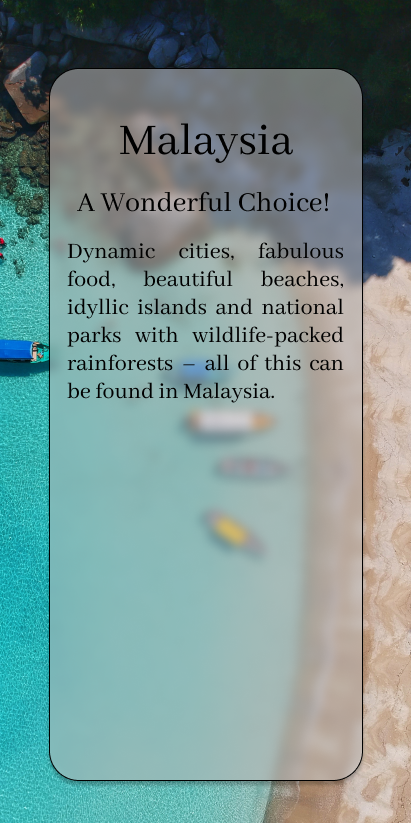 Malaysia
A Wonderful Choice!
Dynamic cities, fabulous
food, beautiful beaches,
idyllic islands and national
parks with wildlife-packed
rainforests – all of this can
be found in Malaysia.